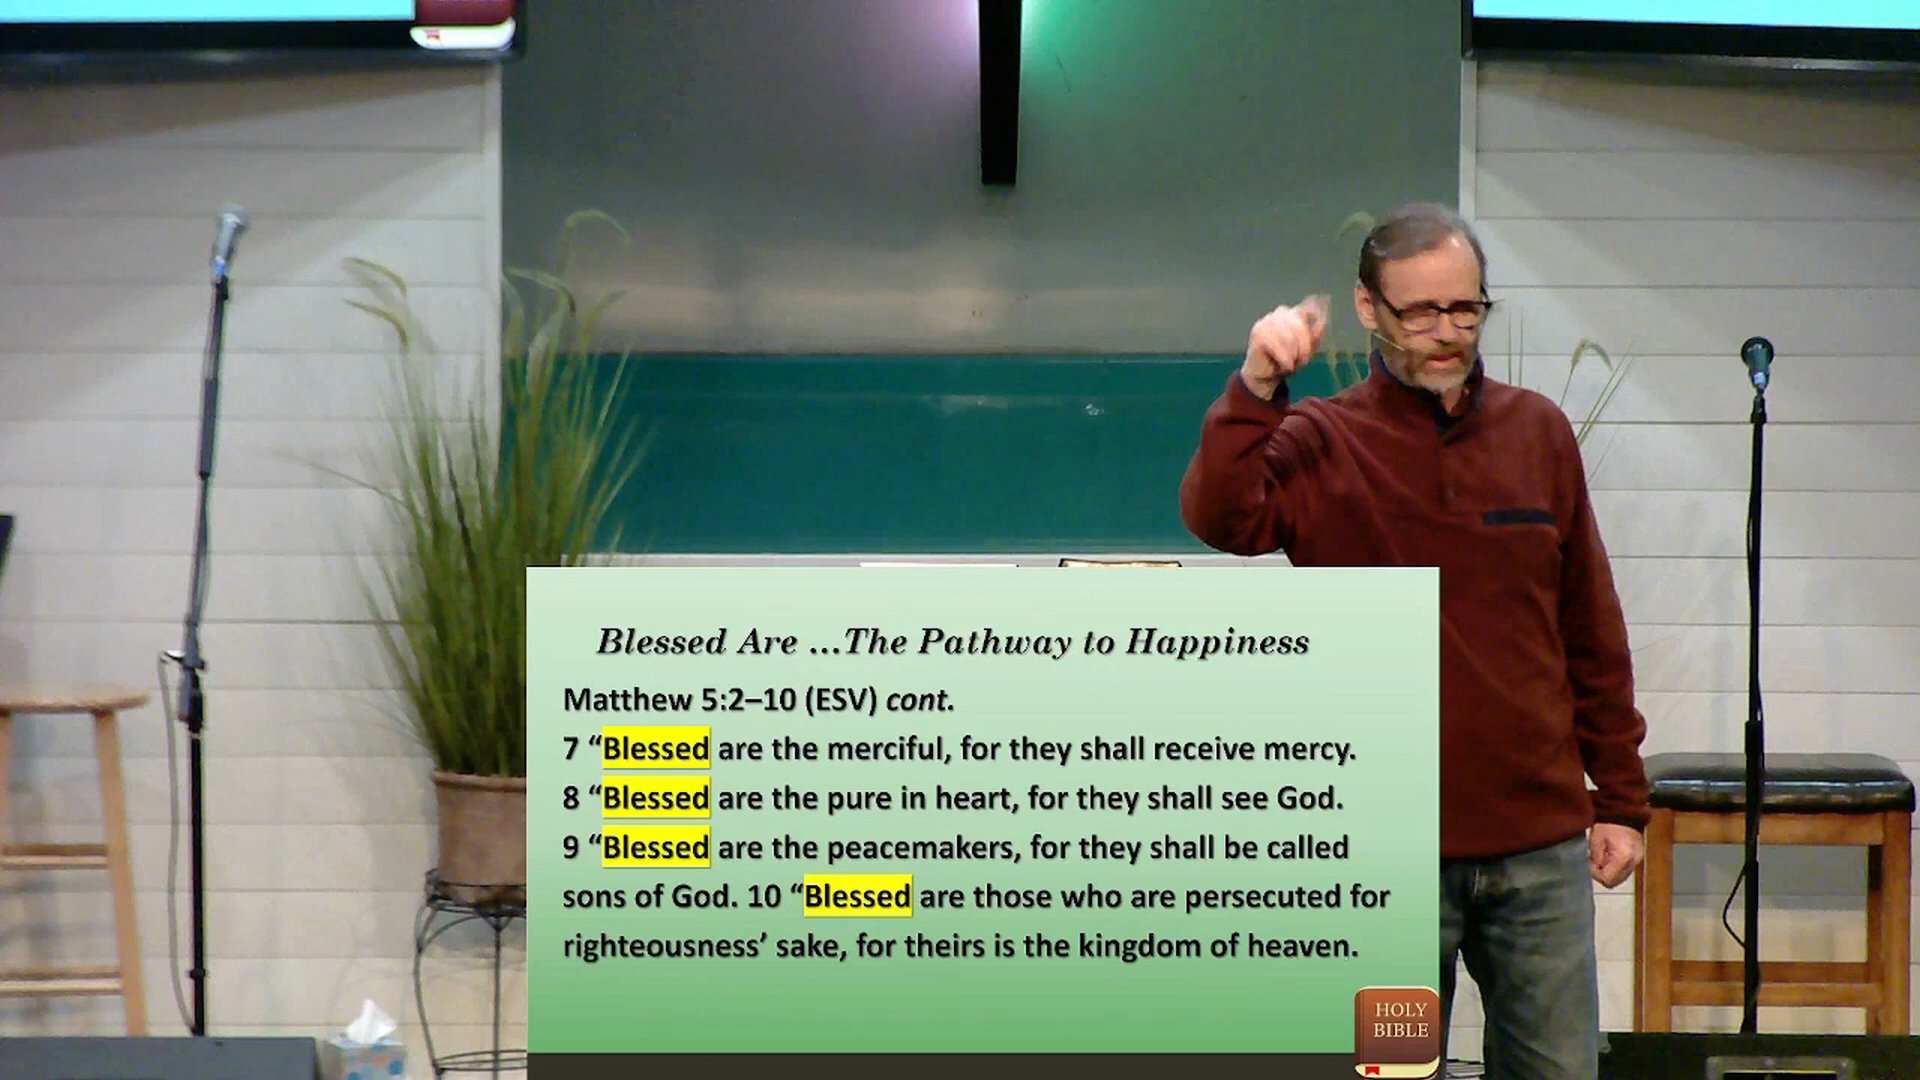 Blessed Are ...The Pathway to Happiness
Matthew 5:2–10 (ESV) cont.
7 “Blessed are the merciful, for they shall receive mercy.
8 “Blessed are the pure in heart, for they shall see God.
9 “Blessed are the peacemakers, for they shall be called
sons of God. 10 “Blessed are those who are persecuted for
righteousness’ sake, for theirs is the kingdom of heaven.
HOLY
BIBLE